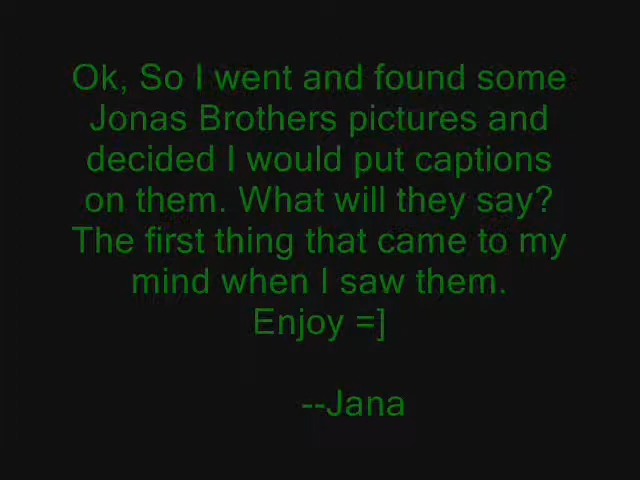 Ok, So I went and found some
Jonas Brothers pictures and
decided I would put captions
on them. What will they say?
The first thing that came to my
mind when I saw them.
Enjoy =]
--Jana